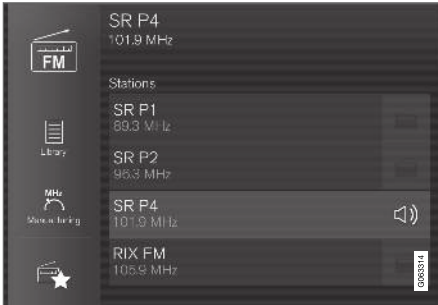 SR P4
101.9 MHz
FM
Stations
SR P1
89.3 MHz
Library
SR P2
96.3 MHz
MHz
Manual tuning
SR P4
101.9 MHz
RIX FM
105.9 MHz
G063314